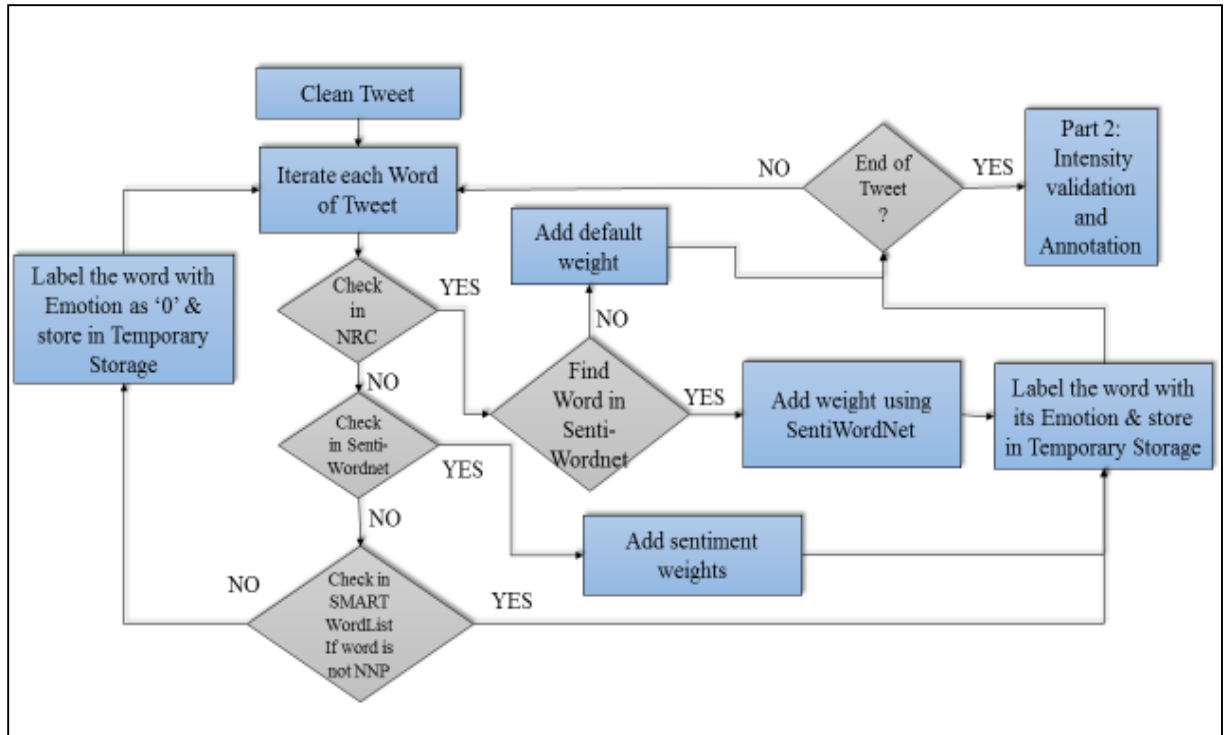 Clean Tweet
Iterate each Word
of Tweet
NO
End of
Tweet
?
YES
Part 2:
Intensity
validation
and
Annotation
Add default
weight
Label the word with
Emotion as ‘0’ &
store in Temporary
Storage
Check
in
NRC
YES
NO
NO
Find
Word in
Senti-
Wordnet
YES
Add weight using
SentiWordNet
Label the word with
its Emotion & store
in Temporary Storage
Check
in Senti-
Wordnet
YES
NO
Add sentiment
weights
NO
Check in
SMART
WordList
If word is
not NNP
YES